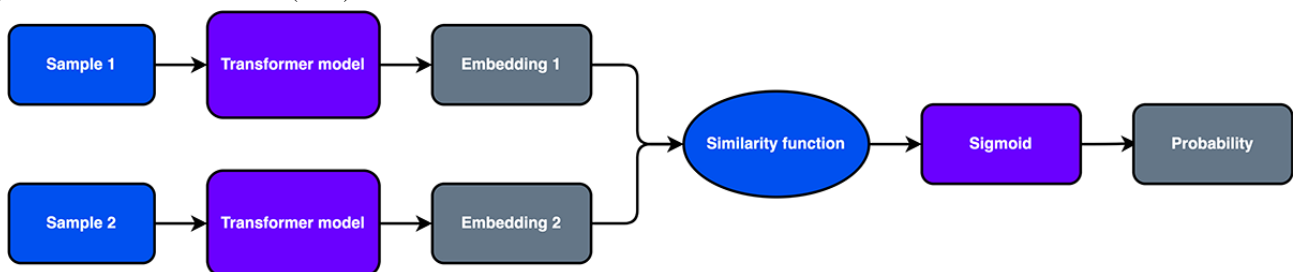 Sample 1
Transformer model
Embedding 1
Similarity function
Sigmoid
Probability
Sample 2
Transformer model
Embedding 2